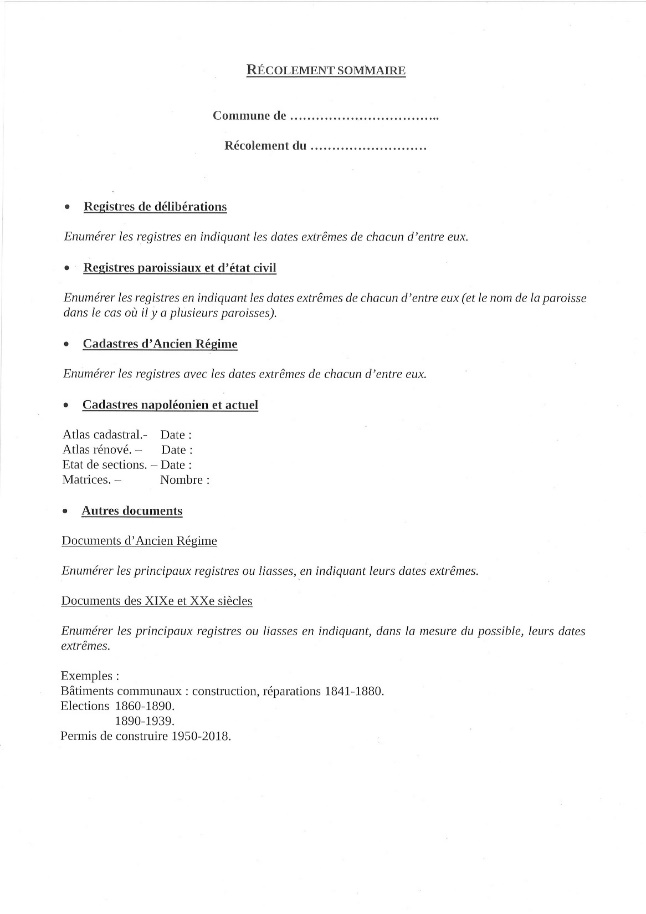 RÉCOLEMENT SOMMAIRE
Commune de ……………………………..
Récolement du ………………………
• Registres de délibérations
Enumérer les registres en indiquant les dates extrêmes de chacun d’entre eux.
• Registres paroissiaux et d’état civil
Enumérer les registres en indiquant les dates extrêmes de chacun d’entre eux (et le nom de la paroisse
dans le cas où il y a plusieurs paroisses).
• Cadastres d’Ancien Régime
Enumérer les registres avec les dates extrêmes de chacun d’entre eux.
• Cadastres napoléonien et actuel
Atlas cadastral.- Date :
Atlas rénové. – Date :
Etat de sections. – Date :
Matrices. – Nombre :
• Autres documents
Documents d’Ancien Régime
Enumérer les principaux registres ou liasses, en indiquant leurs dates extrêmes.
Documents des XIXe et XXe siècles
Enumérer les principaux registres ou liasses en indiquant, dans la mesure du possible, leurs dates
extrêmes.
Exemples :
Bâtiments communaux : construction, réparations 1841-1880.
Elections 1860-1890.
1890-1939.
Permis de construire 1950-2018.